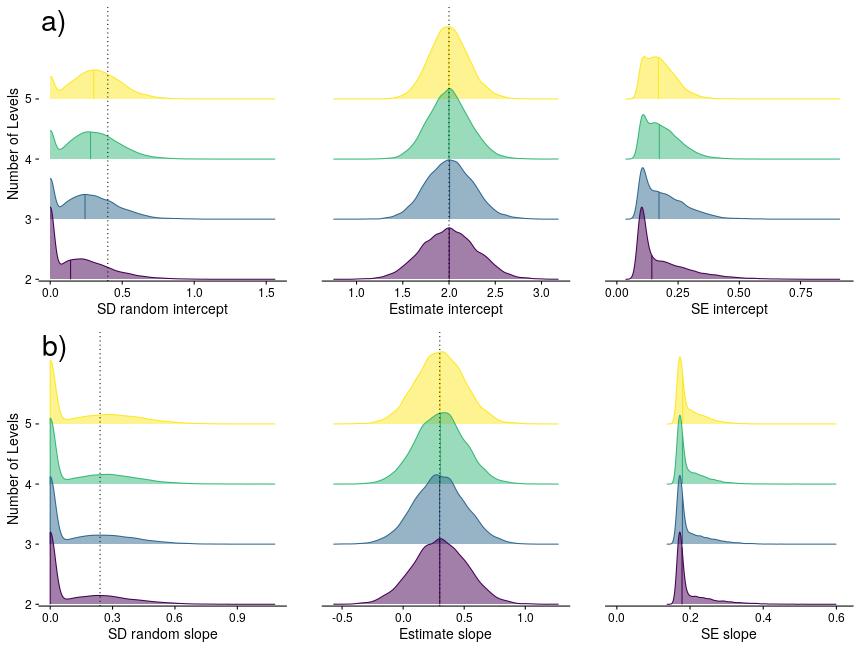 a)
Number of Levels
5
4
3
2
0.0 0.5 1.0 1.5
SD random intercept
1.0 1.5 2.0 2.5 3.0
Estimate intercept
0.00 0.25 0.50 0.75
SE intercept
b)
Number of Levels
5
4
3
2
0.0 0.3 0.6 0.9
SD random slope
-0.5 0.0 0.5 1.0
Estimate slope
0.0 0.2 0.4 0.6
SE slope